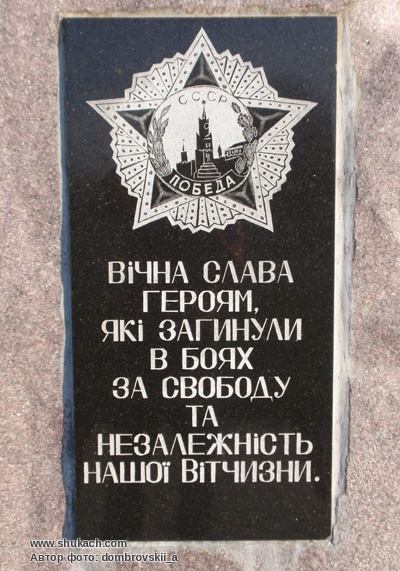 СССР
ПОБЕДА
ВІЧНА СЛАВА
ГЕРОЯМ,
ЯКІ ЗАГИНУЛИ
В БОЯХ
ЗА СВОБОДУ
ТА
НЕЗАЛЕЖНІСТЬ
НАШОЇ ВІТЧИЗНИ.
www.shukach.com
Автор фото: dombrovskii_a